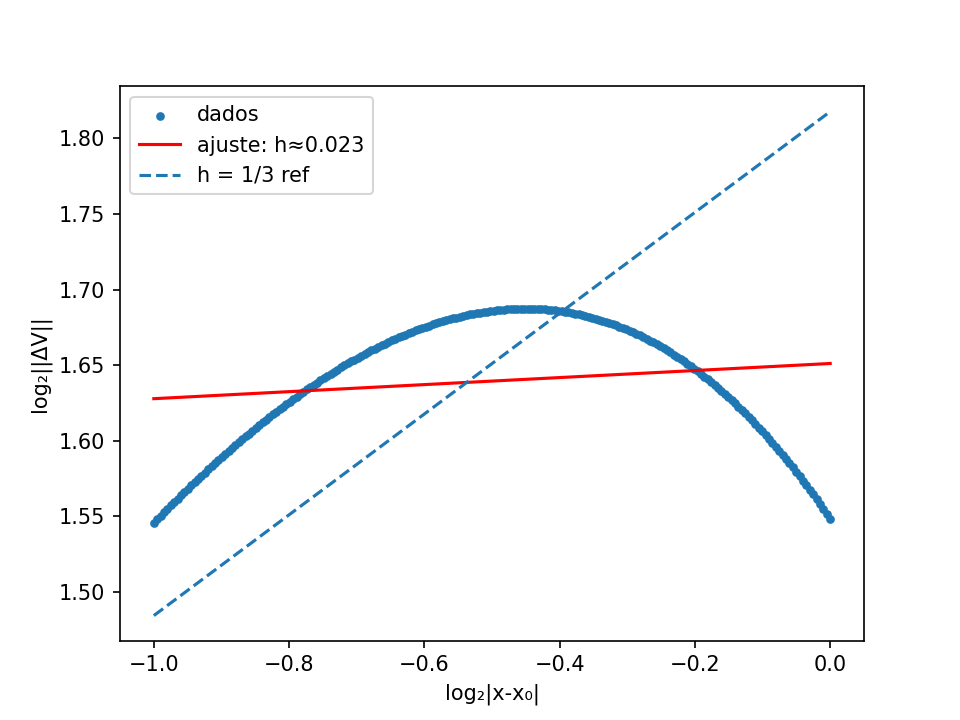 dados
ajuste: h≈0.023
h = 1/3 ref
1.80
1.75
1.70
1.65
1.60
1.55
1.50
log₂||ΔV||
−1.0 −0.8 −0.6 −0.4 −0.2 0.0
log₂|x-x₀|